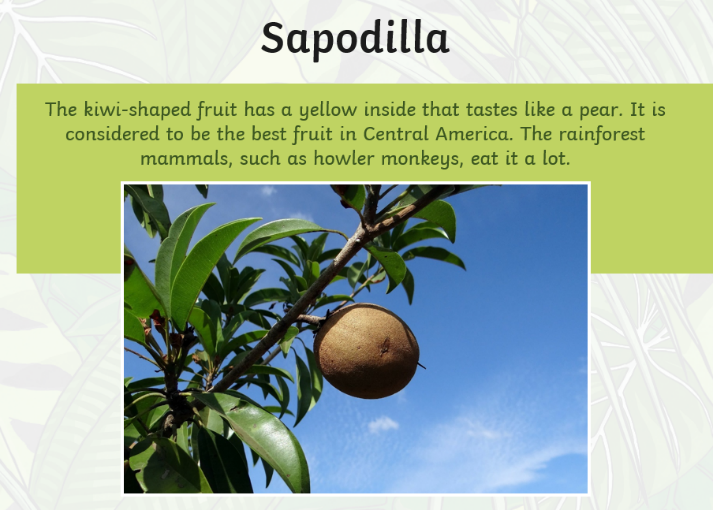 Sapodilla
The kiwi-shaped fruit has a yellow inside that tastes like a pear. It is
considered to be the best fruit in Central America. The rainforest
mammals, such as howler monkeys, eat it a lot.